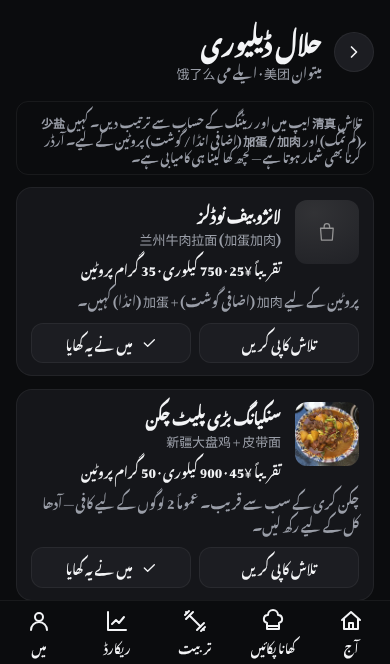 حلال ڈیلیوری
میتوان 美团 · ایلے می 饿了么
تلاش 清真 ایپ میں اور ریٹنگ کے حساب سے ترتیب دیں۔ کہیں 少盐
(کم نمک) اور 加蛋 / 加肉 (اضافی انڈا / گوشت) پروٹین کے لیے۔ آرڈر
کرنا بھی شمار ہوتا ہے — کچھ کھا لینا ہی کامیابی ہے۔
لانژو بیف نوڈلز
兰州牛肉拉面 (加蛋加肉)
تقریباً ¥25 · 750 کیلوری · 35 گرام پروٹین
پروٹین کے لیے 加肉 (اضافی گوشت) + 加蛋 (انڈا) کہیں۔
تلاش کاپی کریں
میں نے یہ کھایا
سنکیانگ بڑی پلیٹ چکن
新疆大盘鸡 + 皮带面
تقریباً ¥45 · 900 کیلوری · 50 گرام پروٹین
چکن کری کے سب سے قریب۔ عموماً 2 لوگوں کے لیے کافی — آدھا
کل کے لیے رکھ لیں۔
تلاش کاپی کریں
میں نے یہ کھایا
آج
کھانا پکائیں
تربیت
ریکارڈ
میں